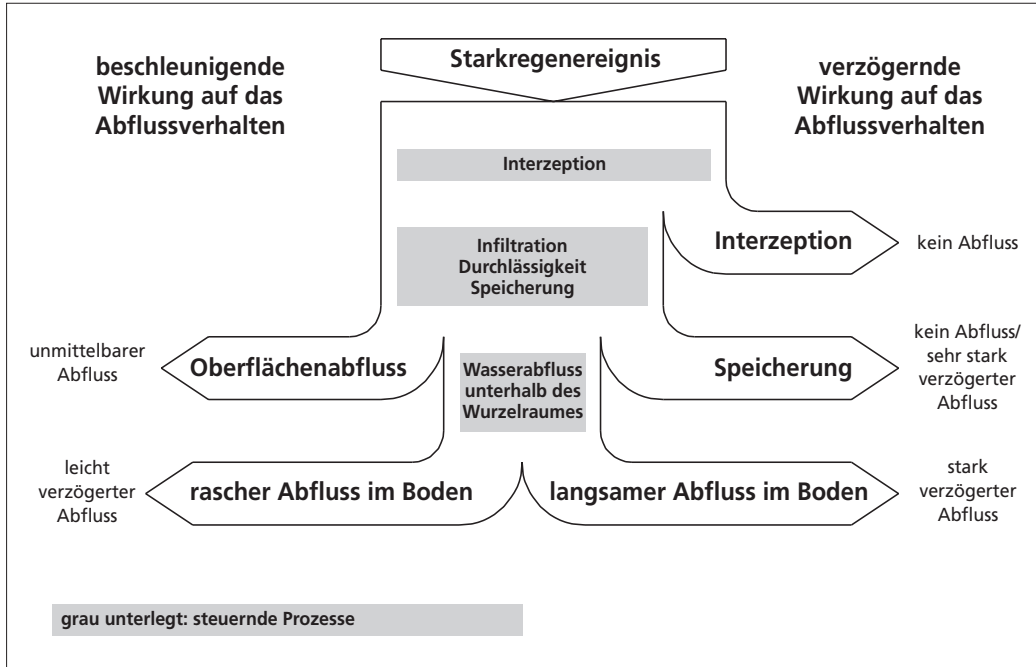 beschleunigende
Wirkung auf das
Abflussverhalten
Starkregenereignis
verzögernde
Wirkung auf das
Abflussverhalten
Interzeption
Interzeption
kein Abfluss
Infiltration
Durchlässigkeit
Speicherung
unmittelbarer
Abfluss
Oberflächenabfluss
Wasserabfluss
unterhalb des
Wurzelraumes
Speicherung
kein Abfluss/
sehr stark
verzögerter
Abfluss
leicht
verzögerter
Abfluss
rascher Abfluss im Boden
langsamer Abfluss im Boden
stark
verzögerter
Abfluss
grau unterlegt: steuernde Prozesse